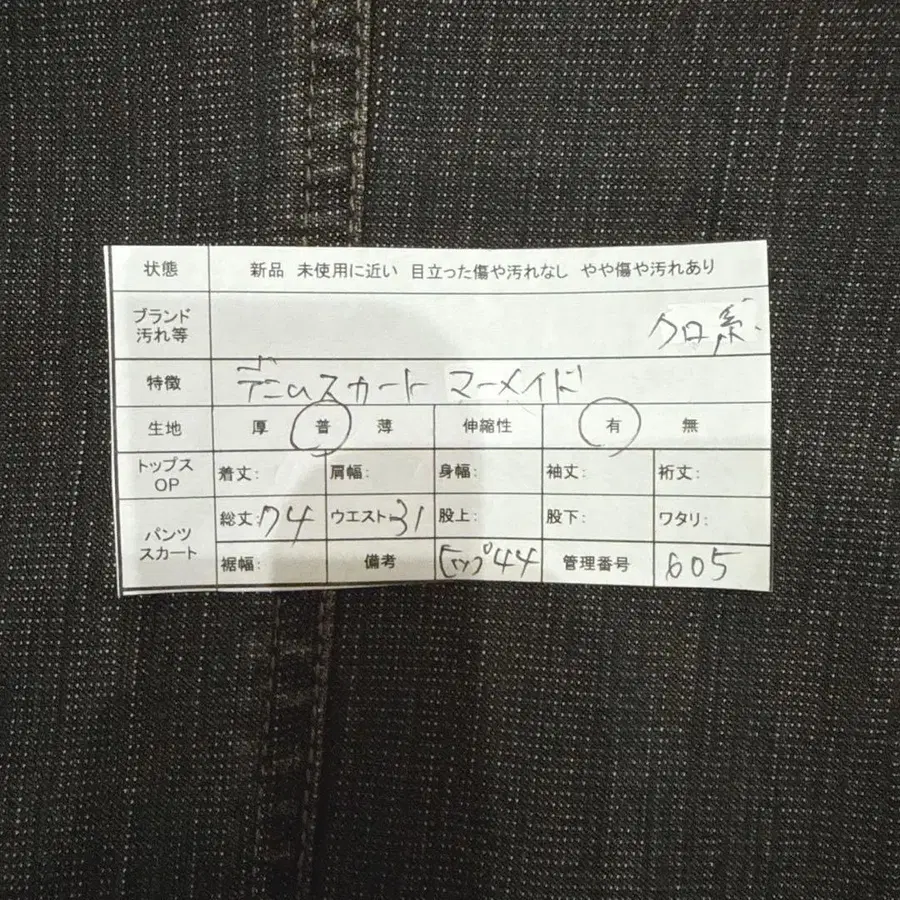 状態 新品 未使用に近い 目立った傷や汚れなし やや傷や汚れあり
ブランド
汚れ等 クロ系
特徴 デニムスカート マーメイド
生地 厚 普 薄 伸縮性 有 無
トップス
OP 着丈: 肩幅: 身幅: 袖丈: 裄丈:
パンツ
スカート 総丈:74 ウエスト31 股上: 股下: ワタリ:
裾幅: 備考 ヒップ44 管理番号 605